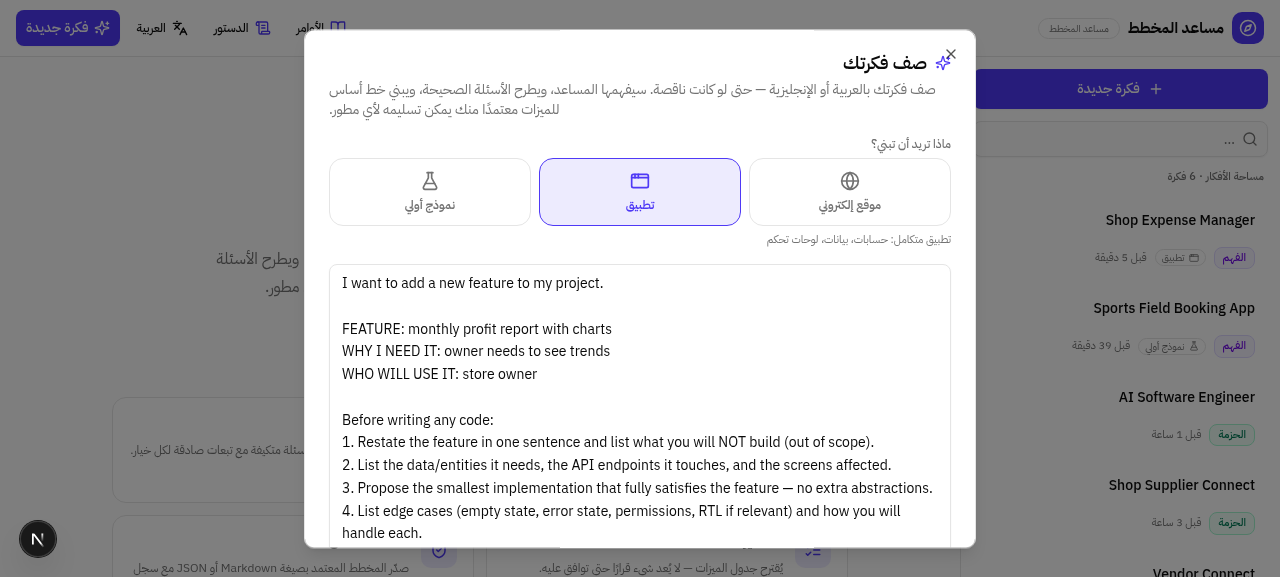 مساعد المخطط
مساعد المخطط
الأوامر
الدستور
العربية
فكرة جديدة
فكرة جديدة
...
مساحة الأفكار · 6 فكرة
Shop Expense Manager
الفهم
تطبيق
قبل 5 دقيقة
Sports Field Booking App
الفهم
نموذج أولي
قبل 39 دقيقة
AI Software Engineer
الحزمة
قبل 1 ساعة
Shop Supplier Connect
الحزمة
قبل 3 ساعة
Vendor Connect
صف فكرتك
صف فكرتك بالعربية أو الإنجليزية — حتى لو كانت ناقصة. سيفهمها المساعد، ويطرح الأسئلة الصحيحة، ويبني خط أساس
للميزات معتمدًا منك يمكن تسليمه لأي مطور.
ماذا تريد أن تبني؟
موقع إلكتروني
تطبيق
نموذج أولي
تطبيق متكامل: حسابات، بيانات، لوحات تحكم
I want to add a new feature to my project.
FEATURE: monthly profit report with charts
WHY I NEED IT: owner needs to see trends
WHO WILL USE IT: store owner
Before writing any code:
1. Restate the feature in one sentence and list what you will NOT build (out of scope).
2. List the data/entities it needs, the API endpoints it touches, and the screens affected.
3. Propose the smallest implementation that fully satisfies the feature — no extra abstractions.
4. List edge cases (empty state, error state, permissions, RTL if relevant) and how you will
handle each.
ويطرح الأسئلة
مطور.
أسئلة متكيفة مع تبعات صادقة لكل خيار.
يُقترح جدول الميزات — لا يُعد شيء قرارًا حتى توافق عليه.
صدّر المخطط المعتمد بصيغة Markdown أو JSON مع سجل
N